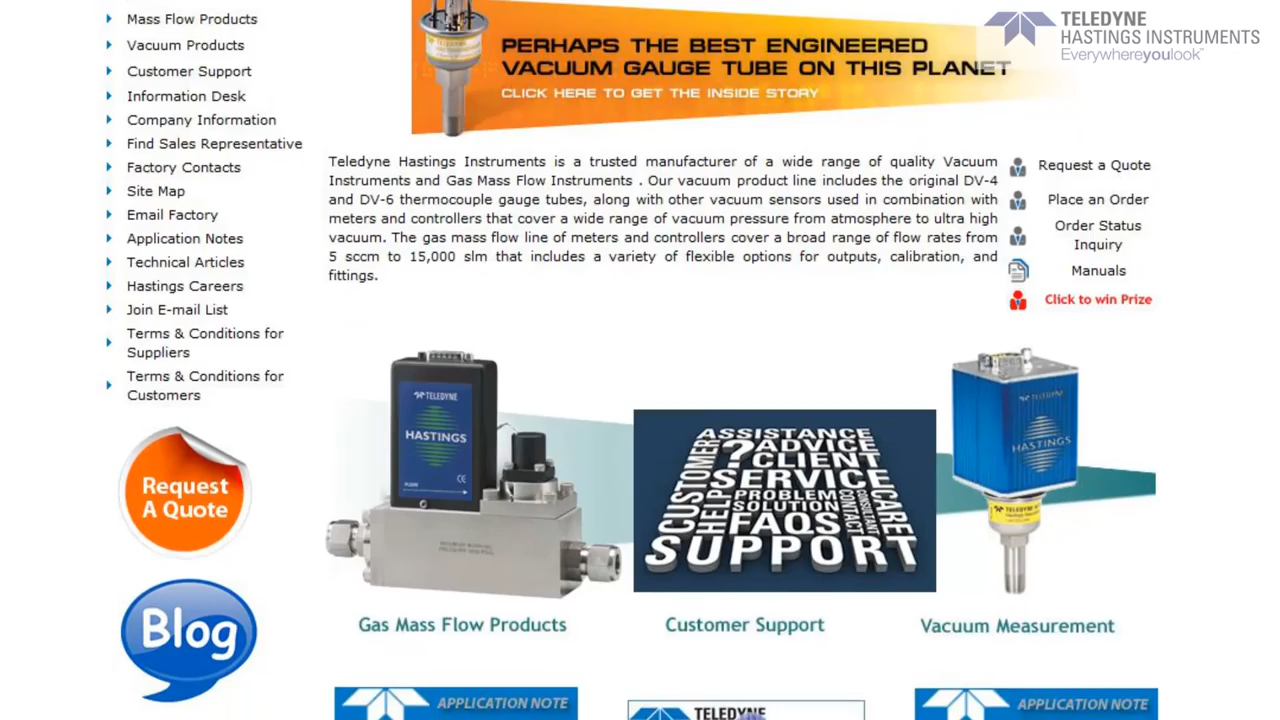 Mass Flow Products
Vacuum Products
Customer Support
Information Desk
Company Information
Find Sales Representative
Factory Contacts
Site Map
Email Factory
Application Notes
Technical Articles
Hastings Careers
Join E-mail List
Terms & Conditions for
Suppliers
Terms & Conditions for
Customers
Request
A Quote
Blog
PERHAPS THE BEST ENGINEERED
VACUUM GAUGE TUBE ON THIS PLANET
CLICK HERE TO GET THE INSIDE STORY
TELEDYNE
HASTINGS INSTRUMENTS
Everywhereyoulook™
Teledyne Hastings Instruments is a trusted manufacturer of a wide range of quality Vacuum
Instruments and Gas Mass Flow Instruments . Our vacuum product line includes the original DV-4
and DV-6 thermocouple gauge tubes, along with other vacuum sensors used in combination with
meters and controllers that cover a wide range of vacuum pressure from atmosphere to ultra high
vacuum. The gas mass flow line of meters and controllers cover a broad range of flow rates from
5 sccm to 15,000 slm that includes a variety of flexible options for outputs, calibration, and
fittings.
Request a Quote
Place an Order
Order Status
Inquiry
Manuals
Click to win Prize
TELEDYNE
HASTINGS
CE
FLOW
ASSISTANCE
?ADVICE
CLIENT
CUSTOMER
SERVICE
HELP
PROBLEM
SOLUTION
CONTACT
CONSULTANT
CARE
FAQS
SUPPORT
TELEDYNE
HASTINGS
TELEDYNE
Gas Mass Flow Products
Customer Support
Vacuum Measurement
APPLICATION NOTE
TELEDYNE
APPLICATION NOTE